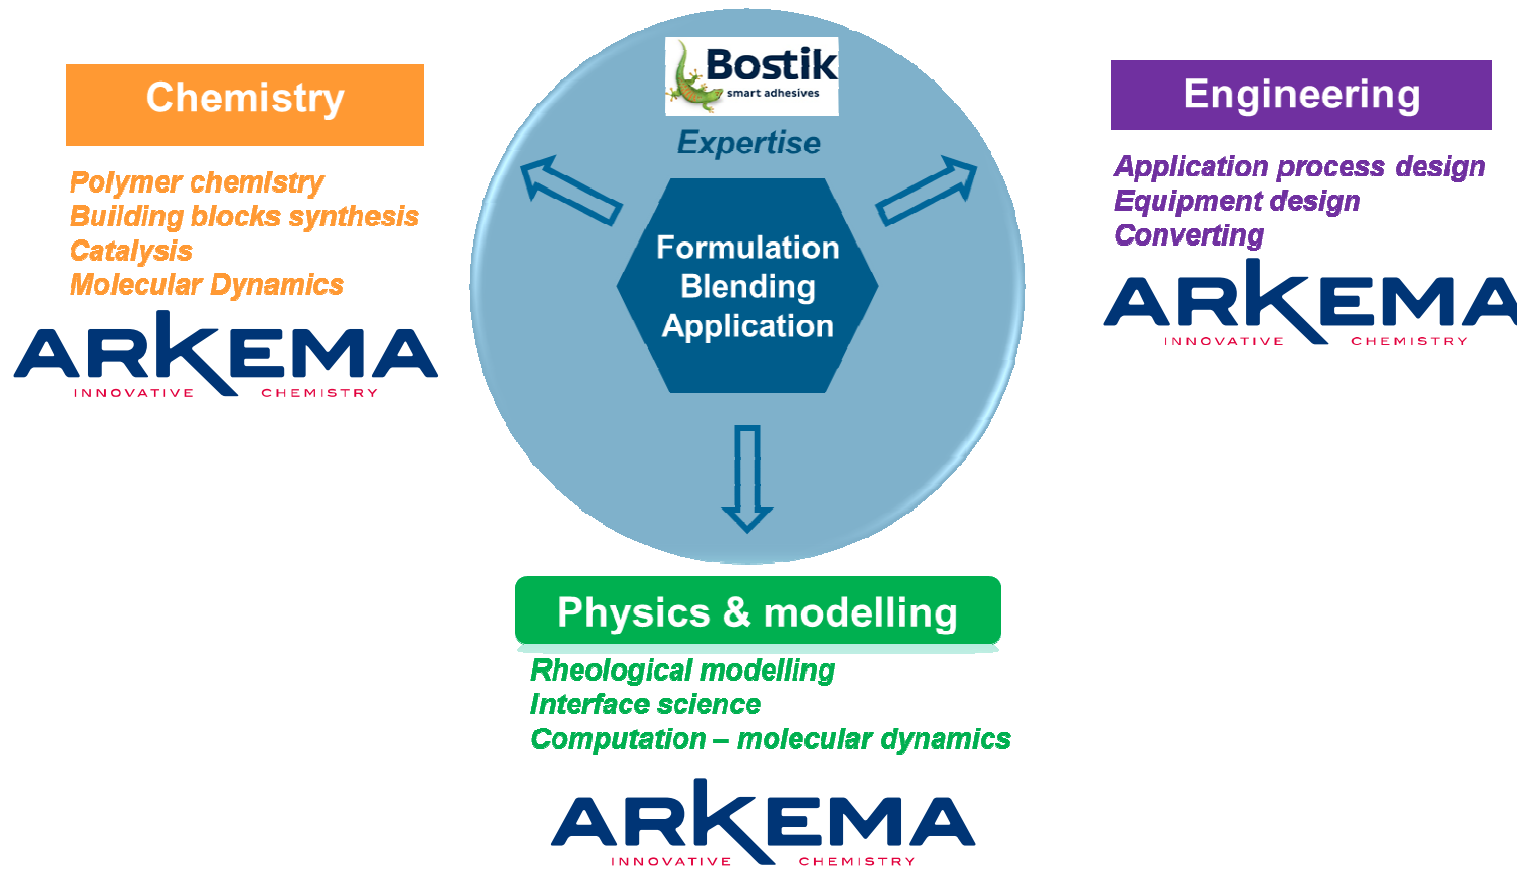 Chemistry
Polymer chemistry
Building blocks synthesis
Catalysis
Molecular Dynamics
ARKEMA
INNOVATIVE CHEMISTRY
Bostik
smart adhesives
Expertise
Formulation
Blending
Application
Engineering
Application process design
Equipment design
Converting
ARKEMA
INNOVATIVE CHEMISTRY
Physics & modelling
Rheological modelling
Interface science
Computation – molecular dynamics
ARKEMA
INNOVATIVE CHEMISTRY